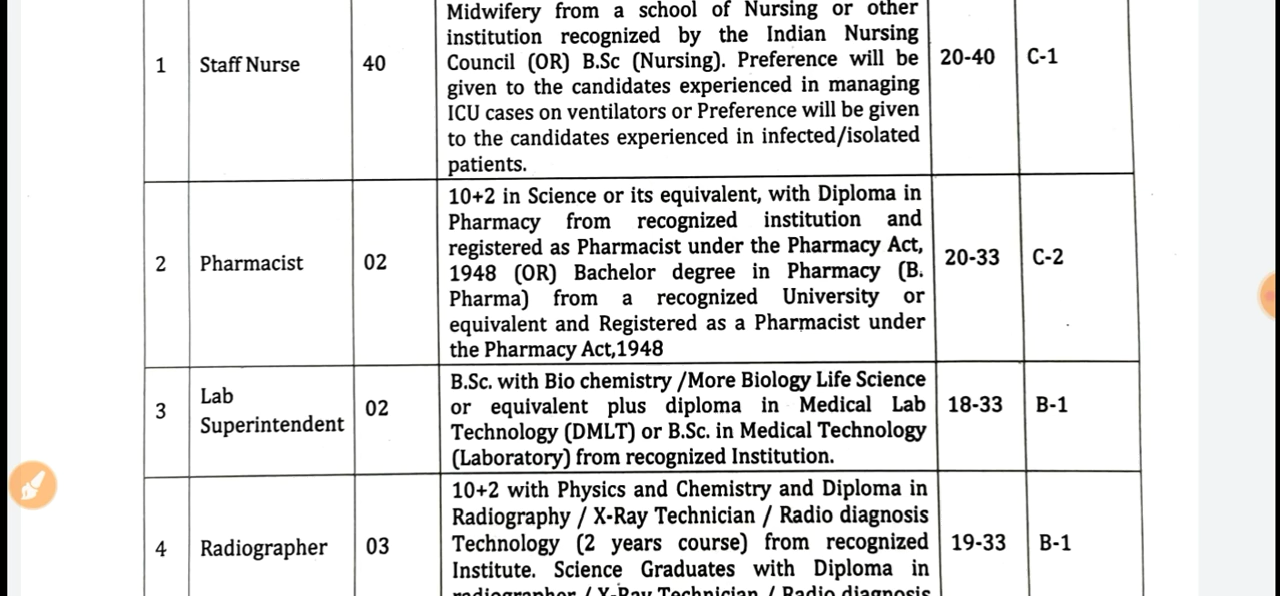 Midwifery from a school of Nursing or other
institution recognized by the Indian Nursing
1 Staff Nurse 40 Council (OR) B.Sc (Nursing). Preference will be 20-40 C-1
given to the candidates experienced in managing
ICU cases on ventilators or Preference will be given
to the candidates experienced in infected/isolated
patients.
10+2 in Science or its equivalent, with Diploma in
Pharmacy from recognized institution and
registered as Pharmacist under the Pharmacy Act,
2 Pharmacist 02 1948 (OR) Bachelor degree in Pharmacy (B. 20-33 C-2
Pharma) from a recognized University or
equivalent and Registered as a Pharmacist under
the Pharmacy Act,1948
B.Sc. with Bio chemistry /More Biology Life Science
3 Lab Superintendent 02 or equivalent plus diploma in Medical Lab 18-33 B-1
Technology (DMLT) or B.Sc. in Medical Technology
(Laboratory) from recognized Institution.
10+2 with Physics and Chemistry and Diploma in
Radiography / X-Ray Technician / Radio diagnosis
4 Radiographer 03 Technology (2 years course) from recognized 19-33 B-1
Institute. Science Graduates with Diploma in
radiographer / X-Ray Technician / Radio diagnosis